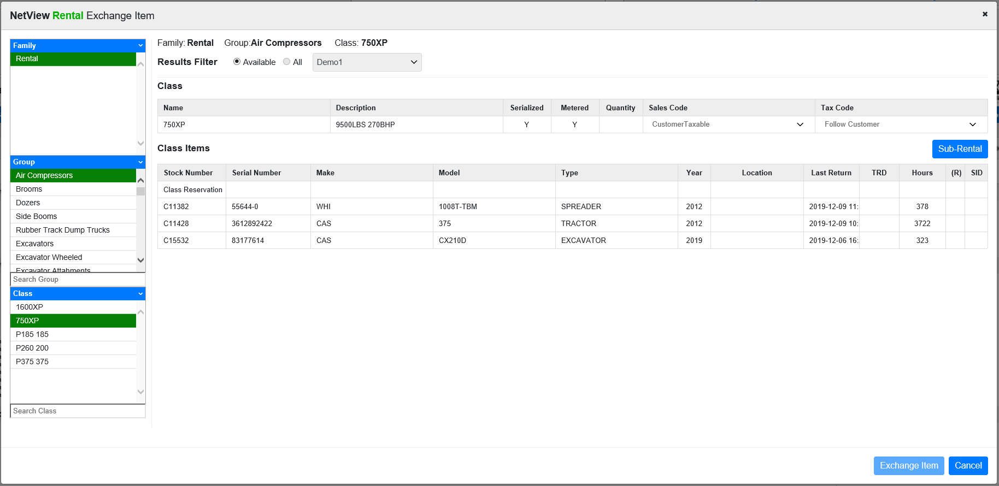 NetView Rental Exchange Item
Family
Rental
Group
Air Compressors
Brooms
Dozers
Side Booms
Rubber Track Dump Trucks
Excavators
Excavator Wheeled
Excavator Attahments
Search Group
Class
1600XP
750XP
P185 185
P260 200
P375 375
Search Class
Family: Rental Group:Air Compressors Class: 750XP
Results Filter Available All Demo1
Class
Name Description Serialized Metered Quantity Sales Code Tax Code
750XP 9500LBS 270BHP Y Y CustomerTaxable Follow Customer
Class Items Sub-Rental
Stock Number Serial Number Make Model Type Year Location Last Return TRD Hours (R) SID
Class Reservation
C11382 55644-0 WHI 1008T-TBM SPREADER 2012 2019-12-09 11: 378
C11428 3612892422 CAS 375 TRACTOR 2012 2019-12-09 10: 3722
C15532 83177614 CAS CX210D EXCAVATOR 2019 2019-12-06 16: 323
Exchange Item Cancel